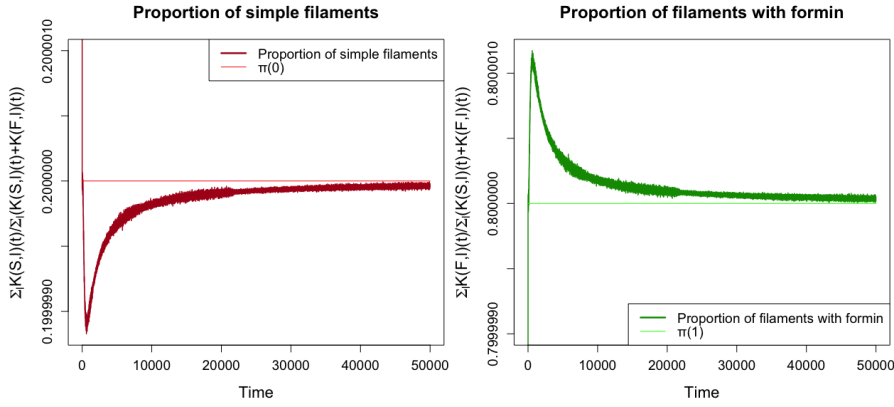 Proportion of simple filaments
Σ_lK(S,l)(t)/Σ_l(K(S,l)(t)+K(F,l)(t))
0.2000010
0.2000000
0.1999990
Proportion of simple filaments
π(0)
0 10000 20000 30000 40000 50000
Time
Proportion of filaments with formin
Σ_lK(F,l)(t)/Σ_l(K(S,l)(t)+K(F,l)(t))
0.8000010
0.8000000
0.7999990
Proportion of filaments with formin
π(1)
0 10000 20000 30000 40000 50000
Time